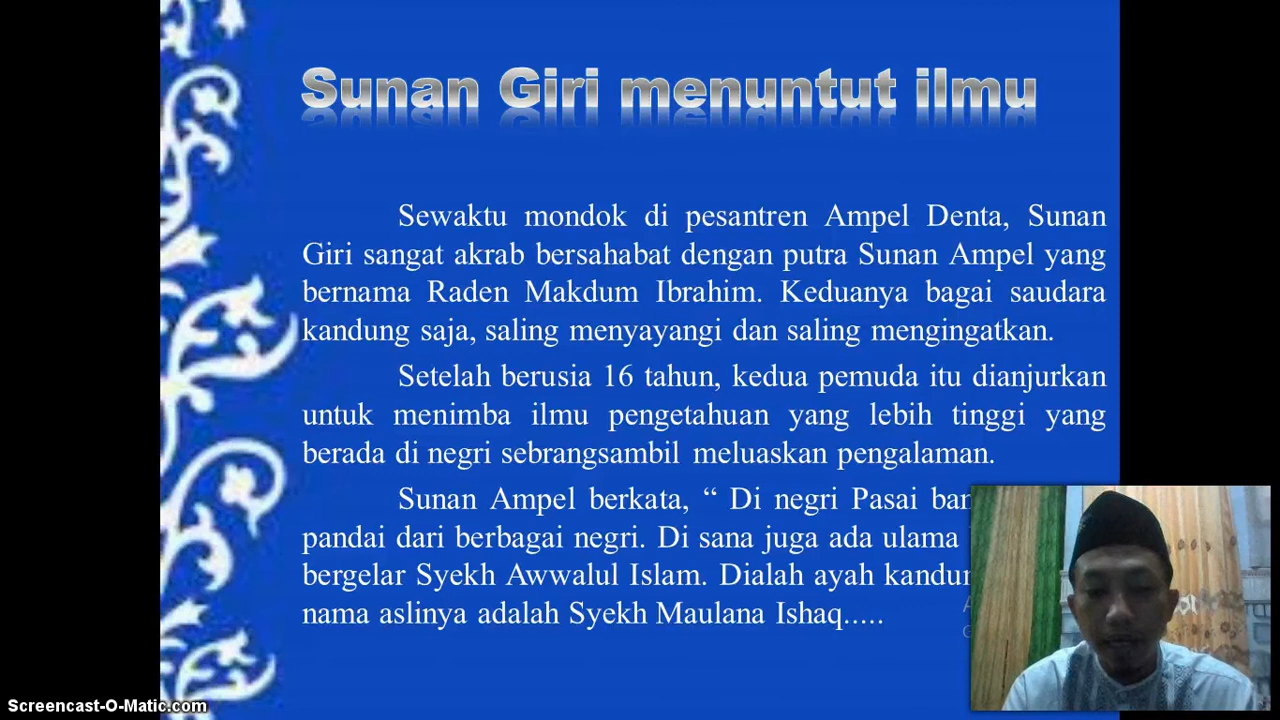 Sunan Giri menuntut ilmu
Sewaktu mondok di pesantren Ampel Denta, Sunan
Giri sangat akrab bersahabat dengan putra Sunan Ampel yang
bernama Raden Makdum Ibrahim. Keduanya bagai saudara
kandung saja, saling menyayangi dan saling mengingatkan.
Setelah berusia 16 tahun, kedua pemuda itu dianjurkan
untuk menimba ilmu pengetahuan yang lebih tinggi yang
berada di negri sebrangsambil meluaskan pengalaman.
Sunan Ampel berkata, “ Di negri Pasai
pandai dari berbagai negri. Di sana juga ada ulama
bergelar Syekh Awwalul Islam. Dialah ayah
nama aslinya adalah Syekh Maulana Ishaq.....
Screencast-O-Matic.com